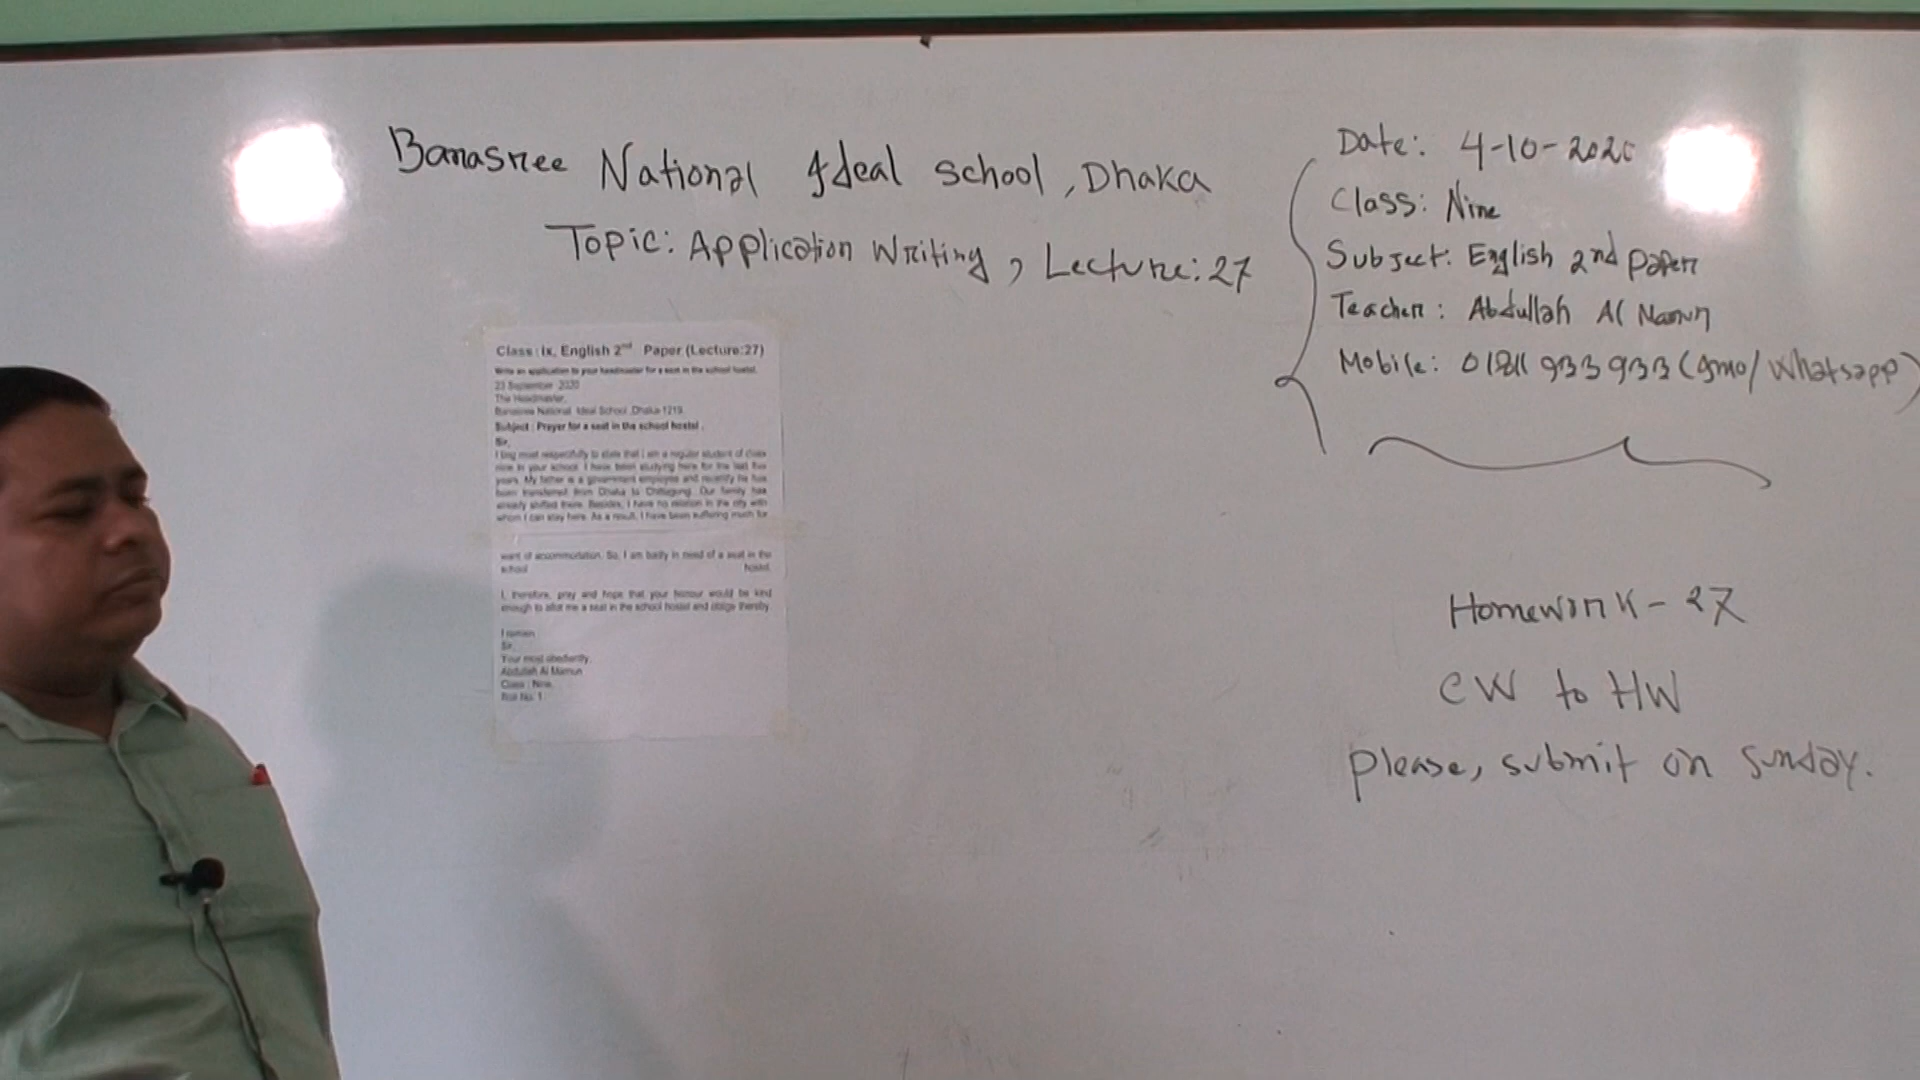 Banasree National Ideal School, Dhaka
Topic: Application Writing, Lecture: 27
Date: 4-10-2020
Class: Nine
Subject: English 2nd paper
Teacher: Abdullah Al Mamun
Mobile: 01811 933 933 (imo/Whatsapp)
Class : ix, English 2nd Paper (Lecture:27)
Write an application to your headmaster for a seat in the school hostel.
23 September 2020
The Headmaster,
Banasree National Ideal School ,Dhaka-1219.
Subject : Prayer for a seat in the school hostel .
Sir,
I beg most respectfully to state that I am a regular student of class
nine in your school. I have been studying here for the last five
years. My father is a government employee and recently he has
been transferred from Dhaka to Chittagong. Our family has
already shifted there. Besides, I have no relation in the city with
whom I can stay here. As a result, I have been suffering much for
want of accommodation. So, I am badly in need of a seat in the
school hostel.
I, therefore, pray and hope that your honour would be kind
enough to allot me a seat in the school hostel and oblige thereby.
I remain
Sir,
Your most obediently,
Abdullah Al Mamun
Class : Nine,
Roll No: 1
Homework - 27
CW to HW
please, submit on sunday.